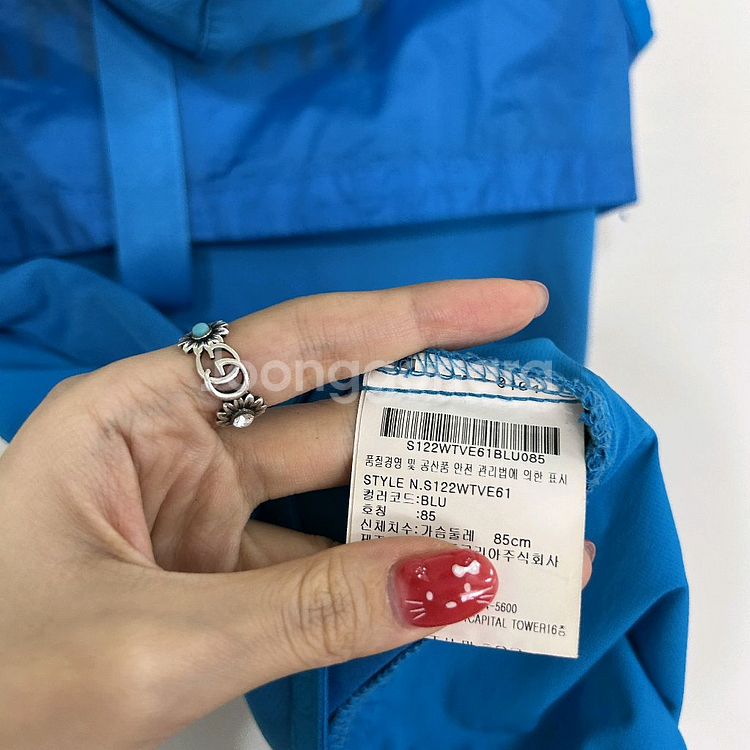 Joonggonara
S122WTVE61BLU085
품질경영 및 공산품 안전 관리법에 의한 표시
STYLE N.S122WTVE61
컬러코드:BLU
호칭 :85
신체치수:가슴둘레 85cm
코리아주식회사
-5600
CAPITAL TOWER16층